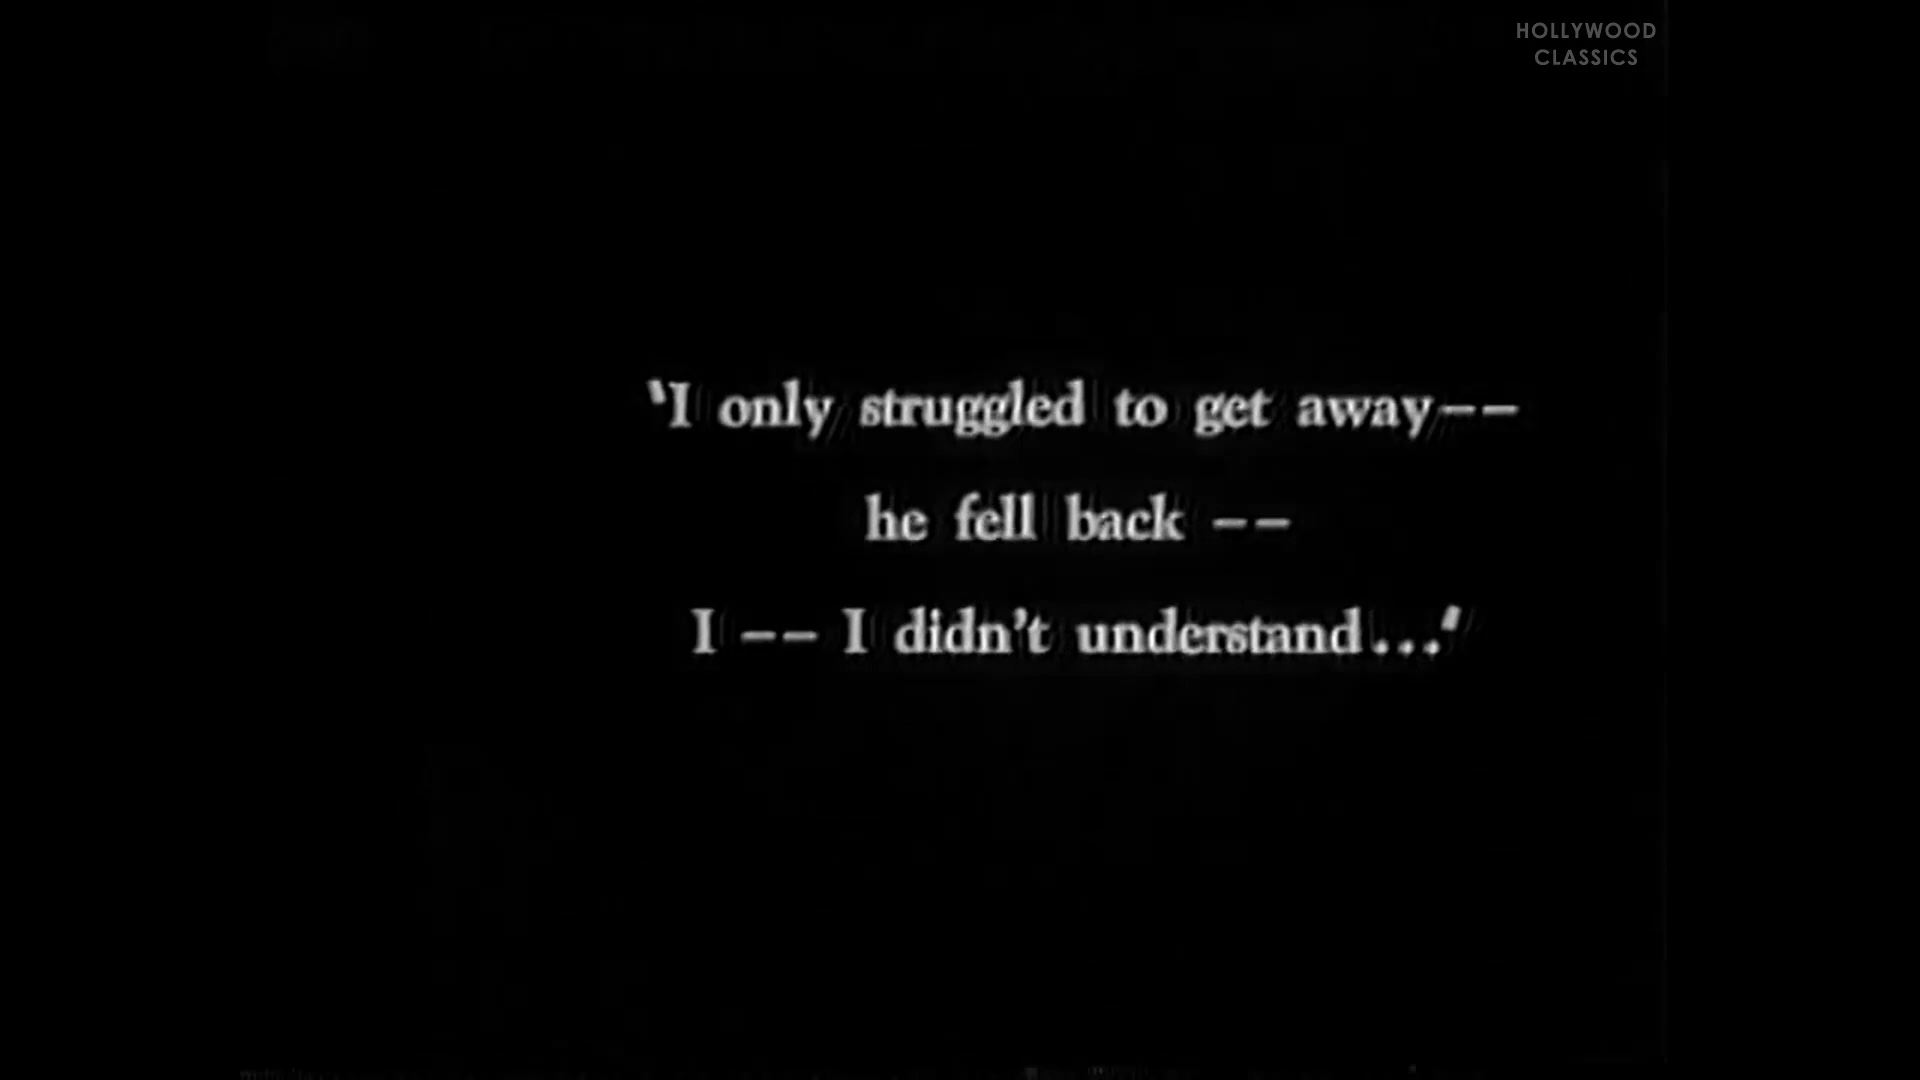 HOLLYWOOD
CLASSICS
'I only struggled to get away--
he fell back --
I -- I didn't understand...'